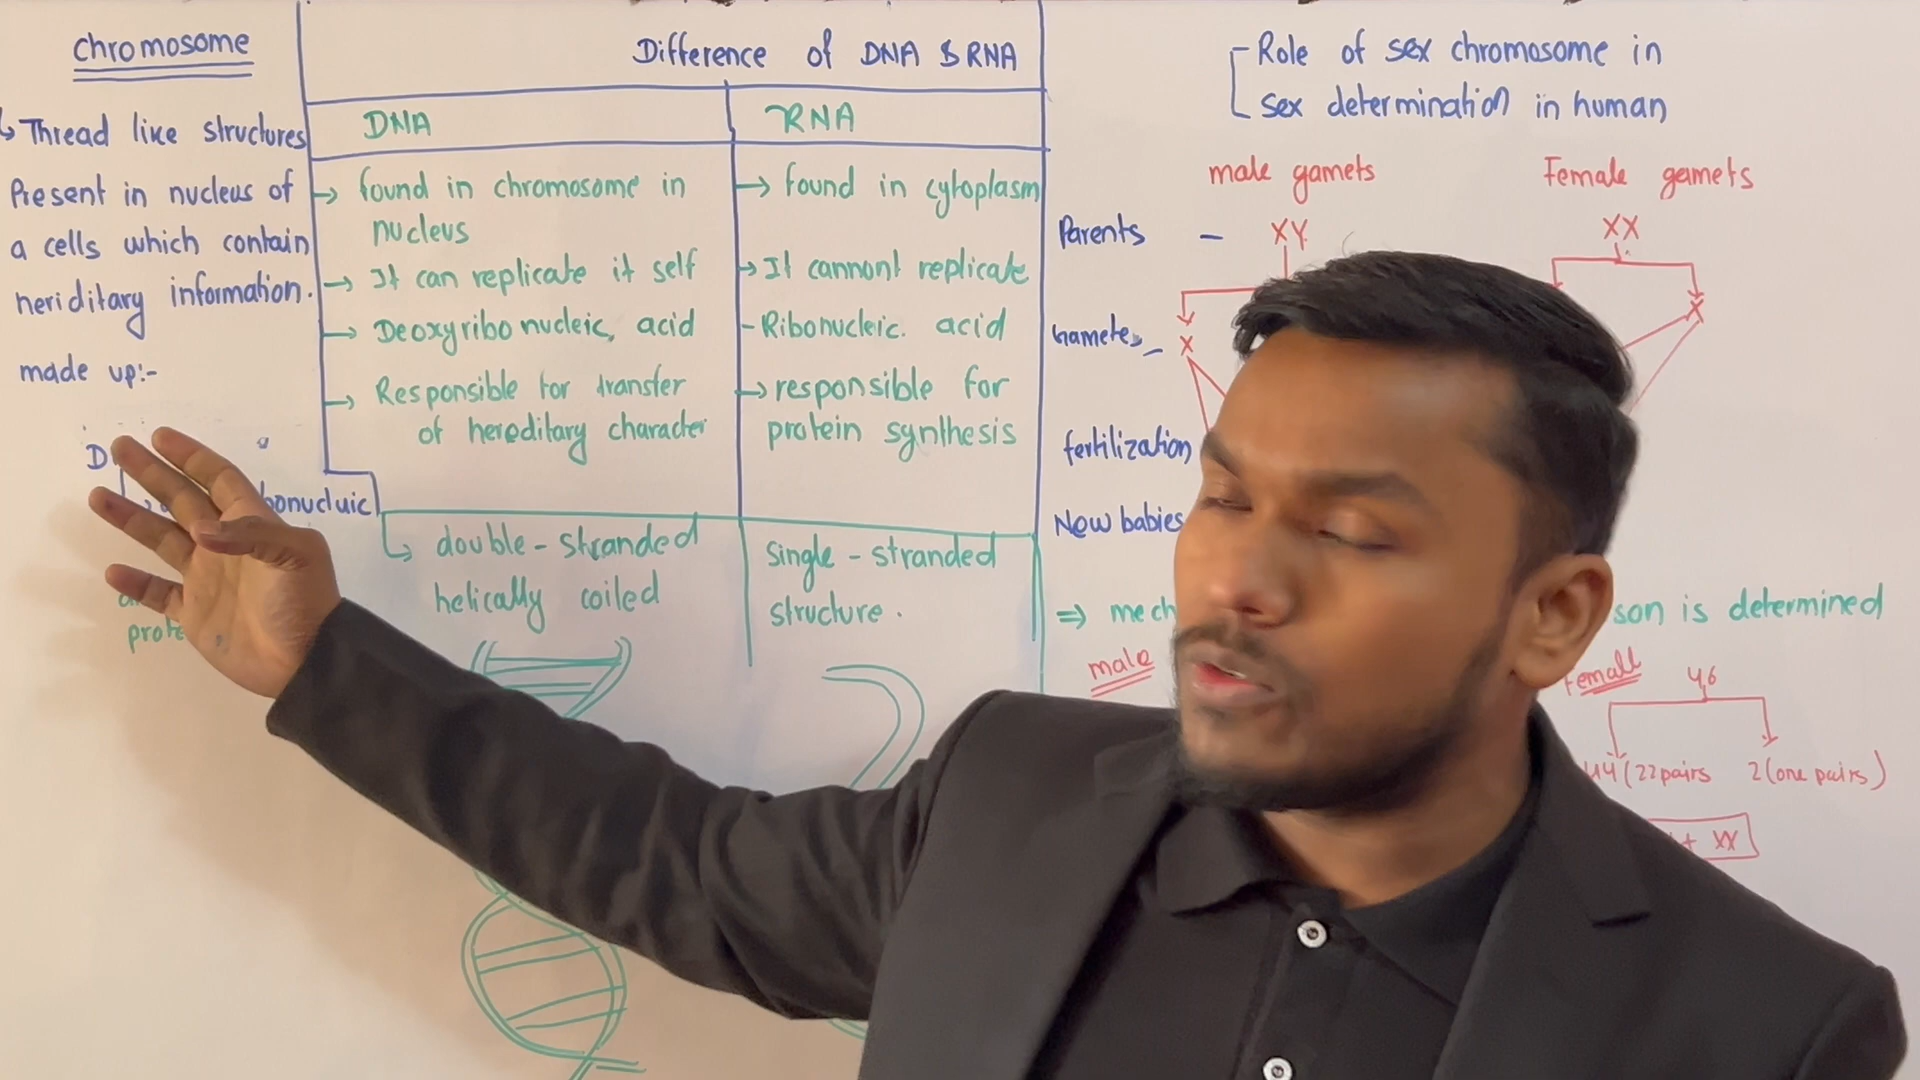 Chromosome
Thread like structures
Present in nucleus of
a cells which contain
heriditary information.
made up:-
D
bonucluic
prote
Difference of DNA & RNA
DNA
found in chromosome in
nucleus
It can replicate it self
Deoxyribo nucleic, acid
Responsible for transfer
of hereditary character
double-stranded
helically coiled
RNA
found in cytoplasm
It cannont replicate
- Ribonucleic. acid
responsible for
protein synthesis
Single-stranded
structure.
Role of sex chromosome in
sex determination in human
male gamets Female gamets
Parents - XY XX
Gametes - X X
fertilization
New babies
⇒ mech son is determined
male Femall 46
44 (22 pairs 2 (one pairs)
+ XX